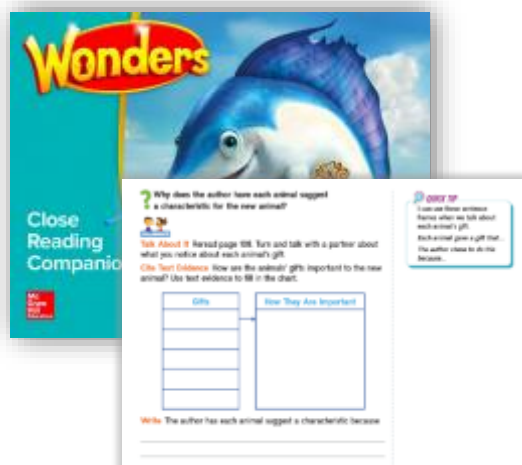 Wonders
Close
Reading
Companio
Mc
Graw
Hill
Education
? Why does the author have each animal suggest
a characteristic for the new animal?
Talk About It Reread page 108. Turn and talk with a partner about
what you notice about each animal's gift.
Cite Text Evidence How are the animals' gifts important to the new
animal? Use text evidence to fill in the chart.
Gifts
How They Are Important
Write The author has each animal suggest a characteristic because
QUICK TIP
I can use these sentence
frames when we talk about
each animal's gift.
Each animal gave a gift that...
The author chose to do this
because...